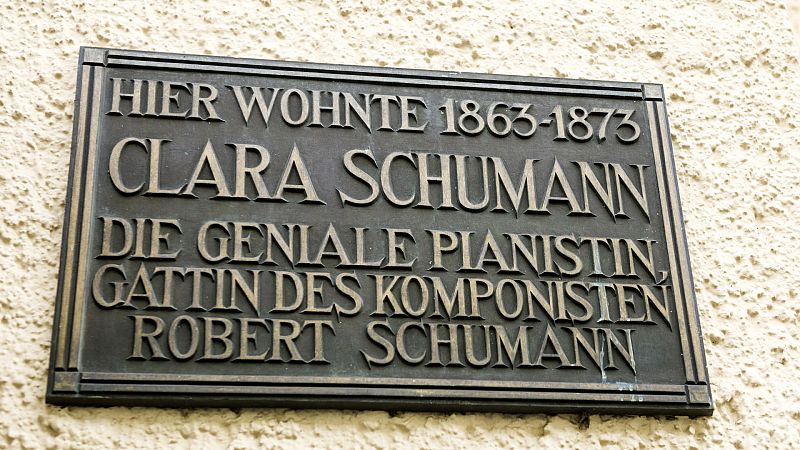 HIER WOHNTE 1863-1873
CLARA SCHUMANN
DIE GENIALE PIANISTIN,
GATTIN DES KOMPONISTEN
ROBERT SCHUMANN